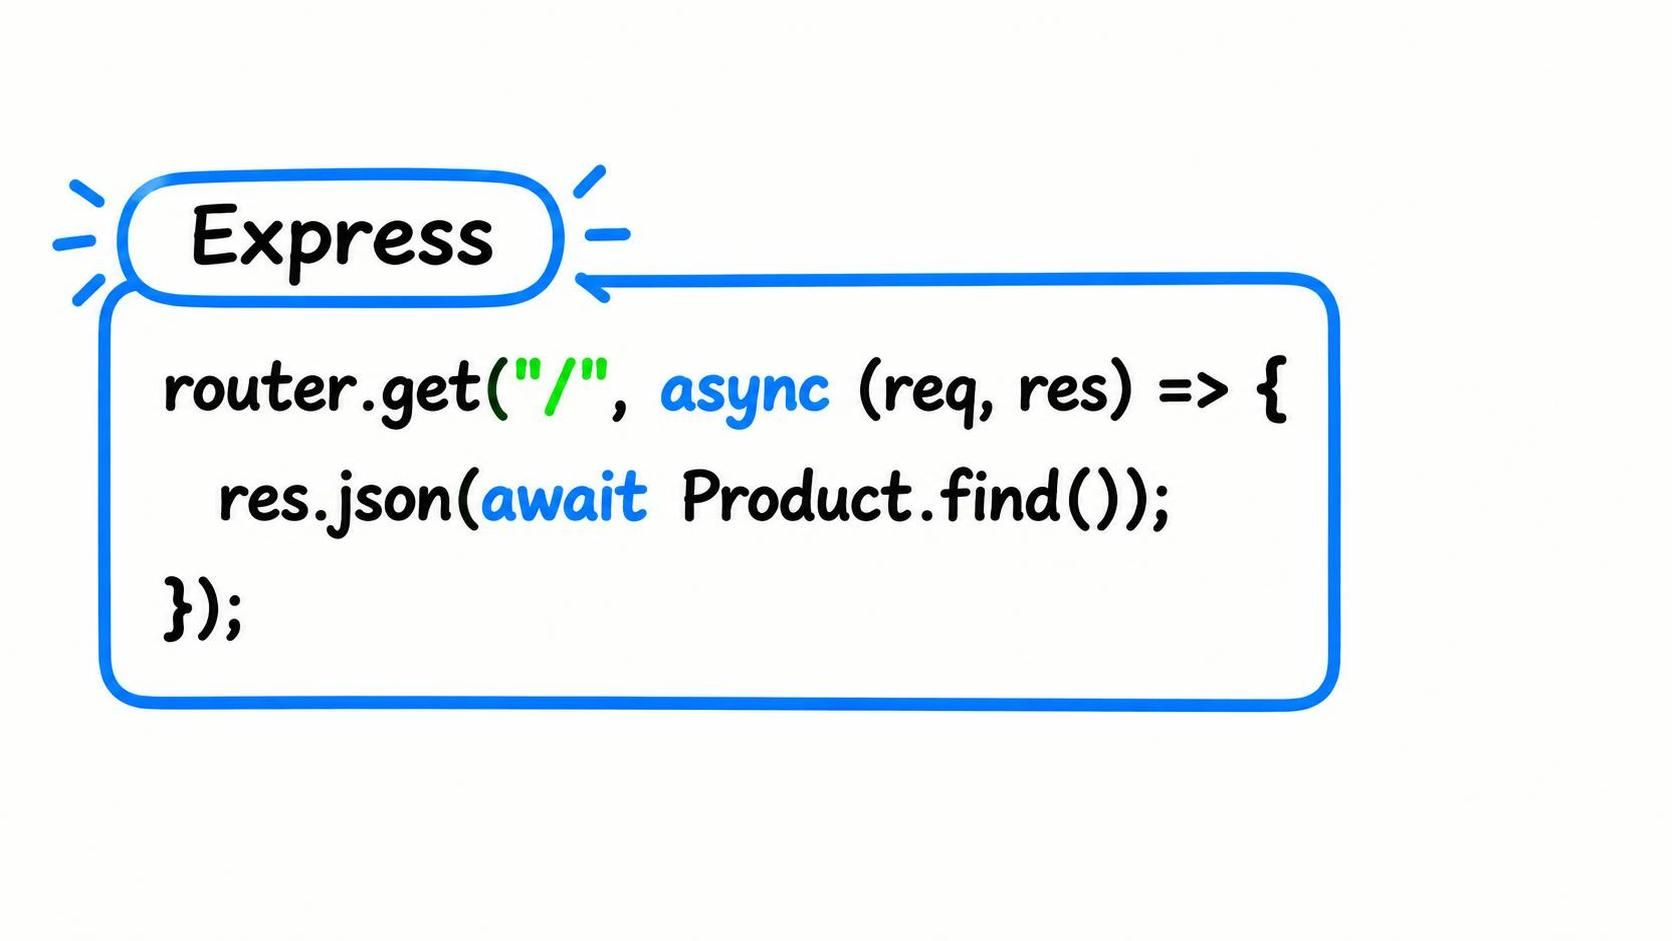 Express
router.get("/", async (req, res) => {
res.json(await Product.find());
});